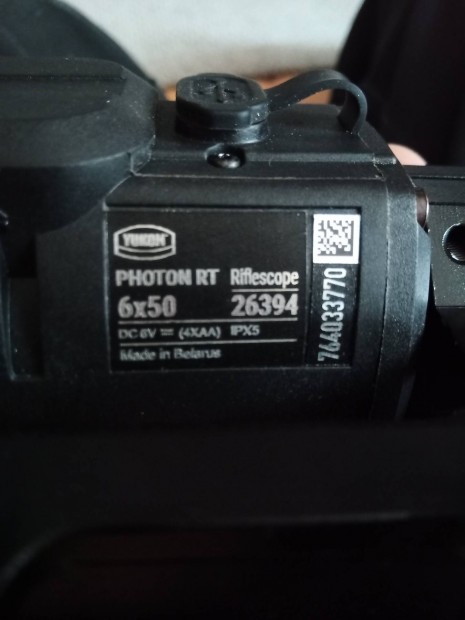 YUKON
PHOTON RT Riflescope
6x50 26394
DC 6V ⎓ (4XAA) IPX5
Made in Belarus
764033770